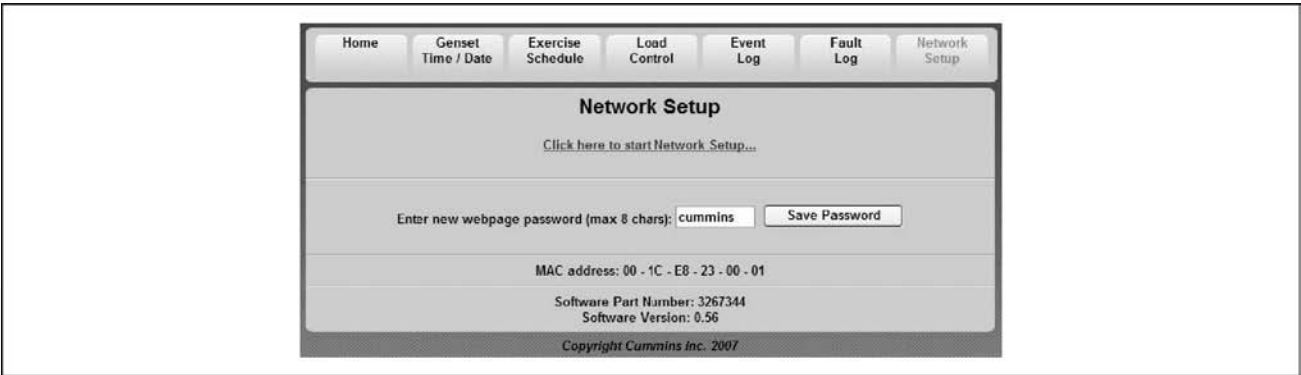 Home Genset Exercise Load Event Fault Network
Time / Date Schedule Control Log Log Setup
Network Setup
Click here to start Network Setup...
Enter new webpage password (max 8 chars): cummins Save Password
MAC address: 00 - 1C - E8 - 23 - 00 - 01
Software Part Number: 3267344
Software Version: 0.56
Copyright Cummins Inc. 2007